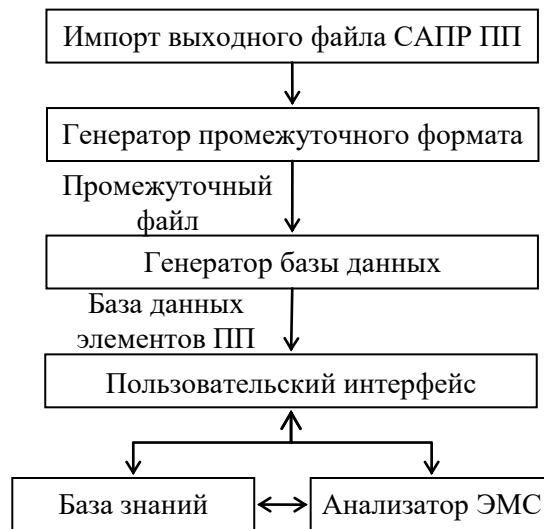 Импорт выходного файла САПР ПП
Генератор промежуточного формата
Промежуточный
файл
Генератор базы данных
База данных
элементов ПП
Пользовательский интерфейс
База знаний
Анализатор ЭМС